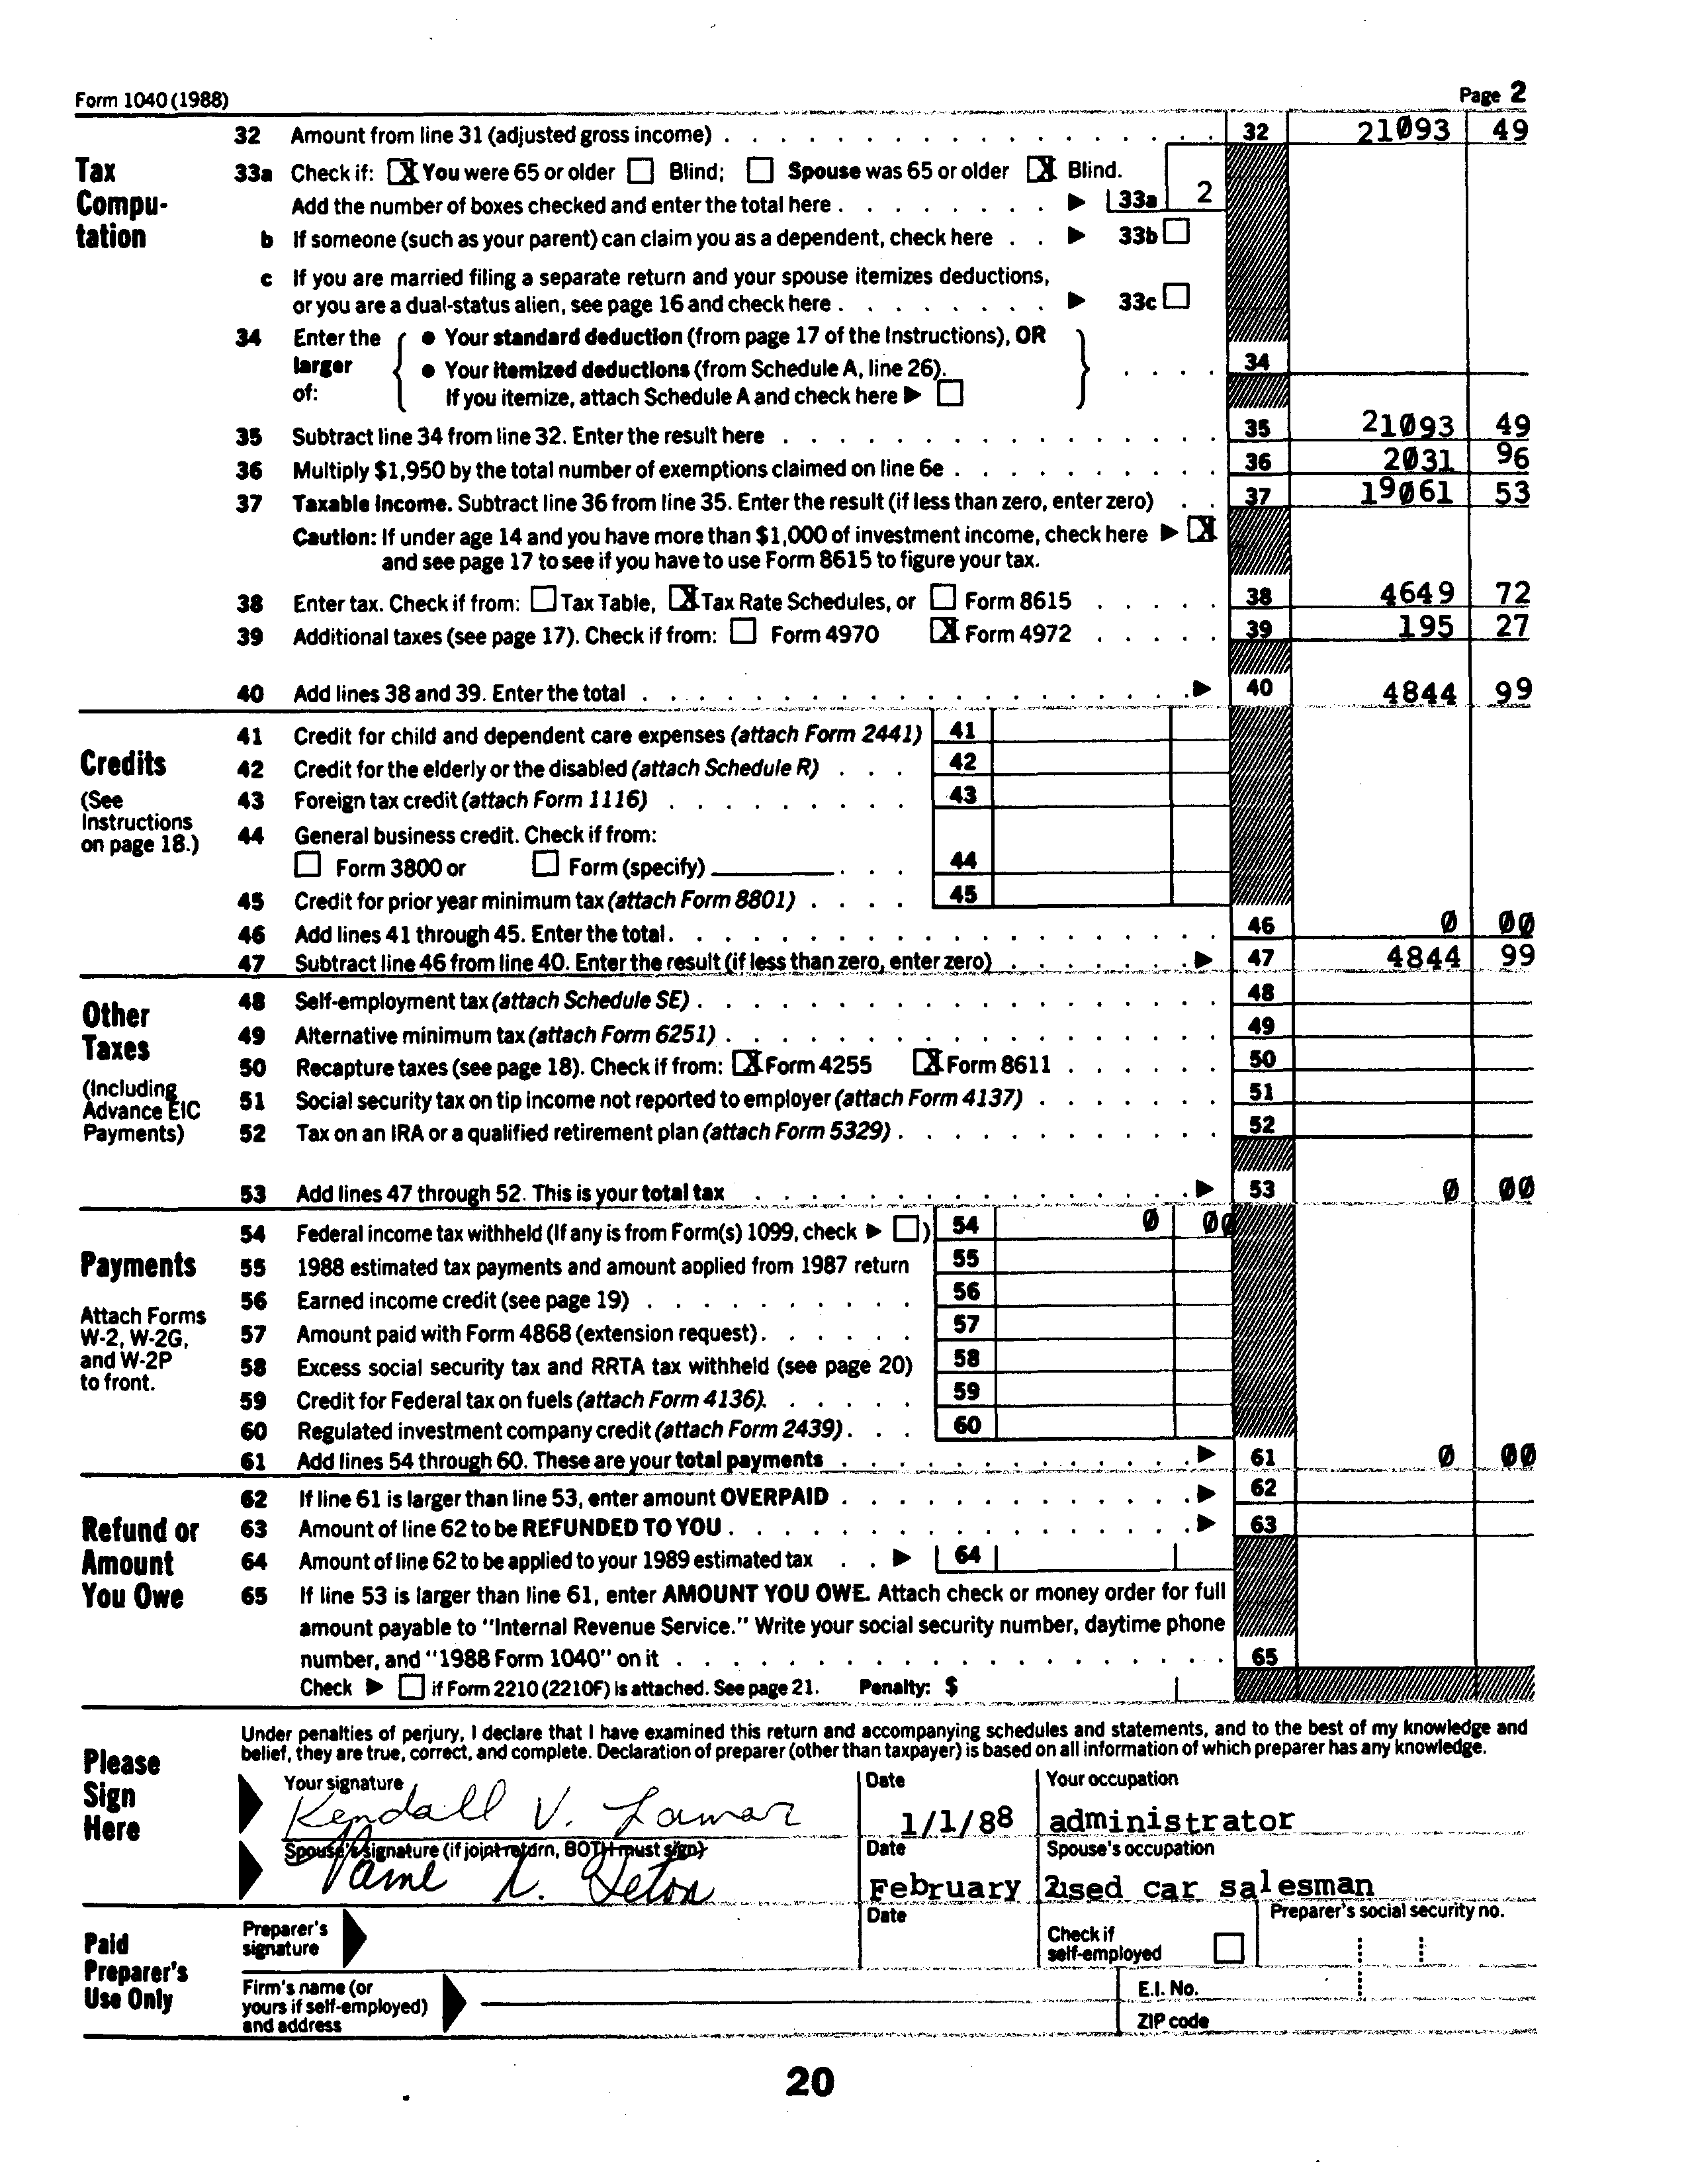 Form 1040 (1988) Page 2
32 Amount from line 31 (adjusted gross income) . . . 32 21093 49
Tax Compu-tation
33a Check if: [X] You were 65 or older [ ] Blind; [ ] Spouse was 65 or older [X] Blind.
Add the number of boxes checked and enter the total here . . . ▶ 33a 2
b If someone (such as your parent) can claim you as a dependent, check here . . ▶ 33b [ ]
c If you are married filing a separate return and your spouse itemizes deductions,
or you are a dual-status alien, see page 16 and check here . . . ▶ 33c [ ]
34 Enter the larger of: { ● Your standard deduction (from page 17 of the Instructions), OR
● Your itemized deductions (from Schedule A, line 26). } . . . . 34
If you itemize, attach Schedule A and check here ▶ [ ]
35 Subtract line 34 from line 32. Enter the result here . . . 35 21093 49
36 Multiply $1,950 by the total number of exemptions claimed on line 6e . . . 36 2031 96
37 Taxable income. Subtract line 36 from line 35. Enter the result (if less than zero, enter zero) . . 37 19061 53
Caution: If under age 14 and you have more than $1,000 of investment income, check here ▶ [X]
and see page 17 to see if you have to use Form 8615 to figure your tax.
38 Enter tax. Check if from: [ ] Tax Table, [X] Tax Rate Schedules, or [ ] Form 8615 . . . 38 4649 72
39 Additional taxes (see page 17). Check if from: [ ] Form 4970 [X] Form 4972 . . . 39 195 27
40 Add lines 38 and 39. Enter the total . . . ▶ 40 4844 99
Credits
(See Instructions on page 18.)
41 Credit for child and dependent care expenses (attach Form 2441) 41
42 Credit for the elderly or the disabled (attach Schedule R) . . . 42
43 Foreign tax credit (attach Form 1116) . . . 43
44 General business credit. Check if from:
[ ] Form 3800 or [ ] Form (specify) ______ . . . 44
45 Credit for prior year minimum tax (attach Form 8801) . . . . 45
46 Add lines 41 through 45. Enter the total . . . 46 0 00
47 Subtract line 46 from line 40. Enter the result (if less than zero, enter zero) . . . ▶ 47 4844 99
Other Taxes
(Including Advance EIC Payments)
48 Self-employment tax (attach Schedule SE) . . . 48
49 Alternative minimum tax (attach Form 6251) . . . 49
50 Recapture taxes (see page 18). Check if from: [X] Form 4255 [X] Form 8611 . . . 50
51 Social security tax on tip income not reported to employer (attach Form 4137) . . . 51
52 Tax on an IRA or a qualified retirement plan (attach Form 5329) . . . 52
53 Add lines 47 through 52. This is your total tax . . . ▶ 53 0 00
Payments
Attach Forms W-2, W-2G, and W-2P to front.
54 Federal income tax withheld (If any is from Form(s) 1099, check ▶ [ ]) 54 0 00
55 1988 estimated tax payments and amount applied from 1987 return 55
56 Earned income credit (see page 19) . . . 56
57 Amount paid with Form 4868 (extension request) . . . 57
58 Excess social security tax and RRTA tax withheld (see page 20) 58
59 Credit for Federal tax on fuels (attach Form 4136) . . . 59
60 Regulated investment company credit (attach Form 2439) . . . 60
61 Add lines 54 through 60. These are your total payments . . . ▶ 61 0 00
Refund or Amount You Owe
62 If line 61 is larger than line 53, enter amount OVERPAID . . . ▶ 62
63 Amount of line 62 to be REFUNDED TO YOU . . . ▶ 63
64 Amount of line 62 to be applied to your 1989 estimated tax . . ▶ 64
65 If line 53 is larger than line 61, enter AMOUNT YOU OWE. Attach check or money order for full
amount payable to "Internal Revenue Service." Write your social security number, daytime phone
number, and "1988 Form 1040" on it . . . 65
Check ▶ [ ] if Form 2210 (2210F) is attached. See page 21. Penalty: $
Please Sign Here
Under penalties of perjury, I declare that I have examined this return and accompanying schedules and statements, and to the best of my knowledge and
belief, they are true, correct, and complete. Declaration of preparer (other than taxpayer) is based on all information of which preparer has any knowledge.
Your signature Date Your occupation
Kendall V. Lamar 1/1/88 administrator
Spouse's signature (if joint return, BOTH must sign) Date Spouse's occupation
L. February used car salesman
Paid Preparer's Use Only
Preparer's signature Date Check if self-employed [ ] Preparer's social security no.
Firm's name (or yours if self-employed) and address E.I. No.
ZIP code
20